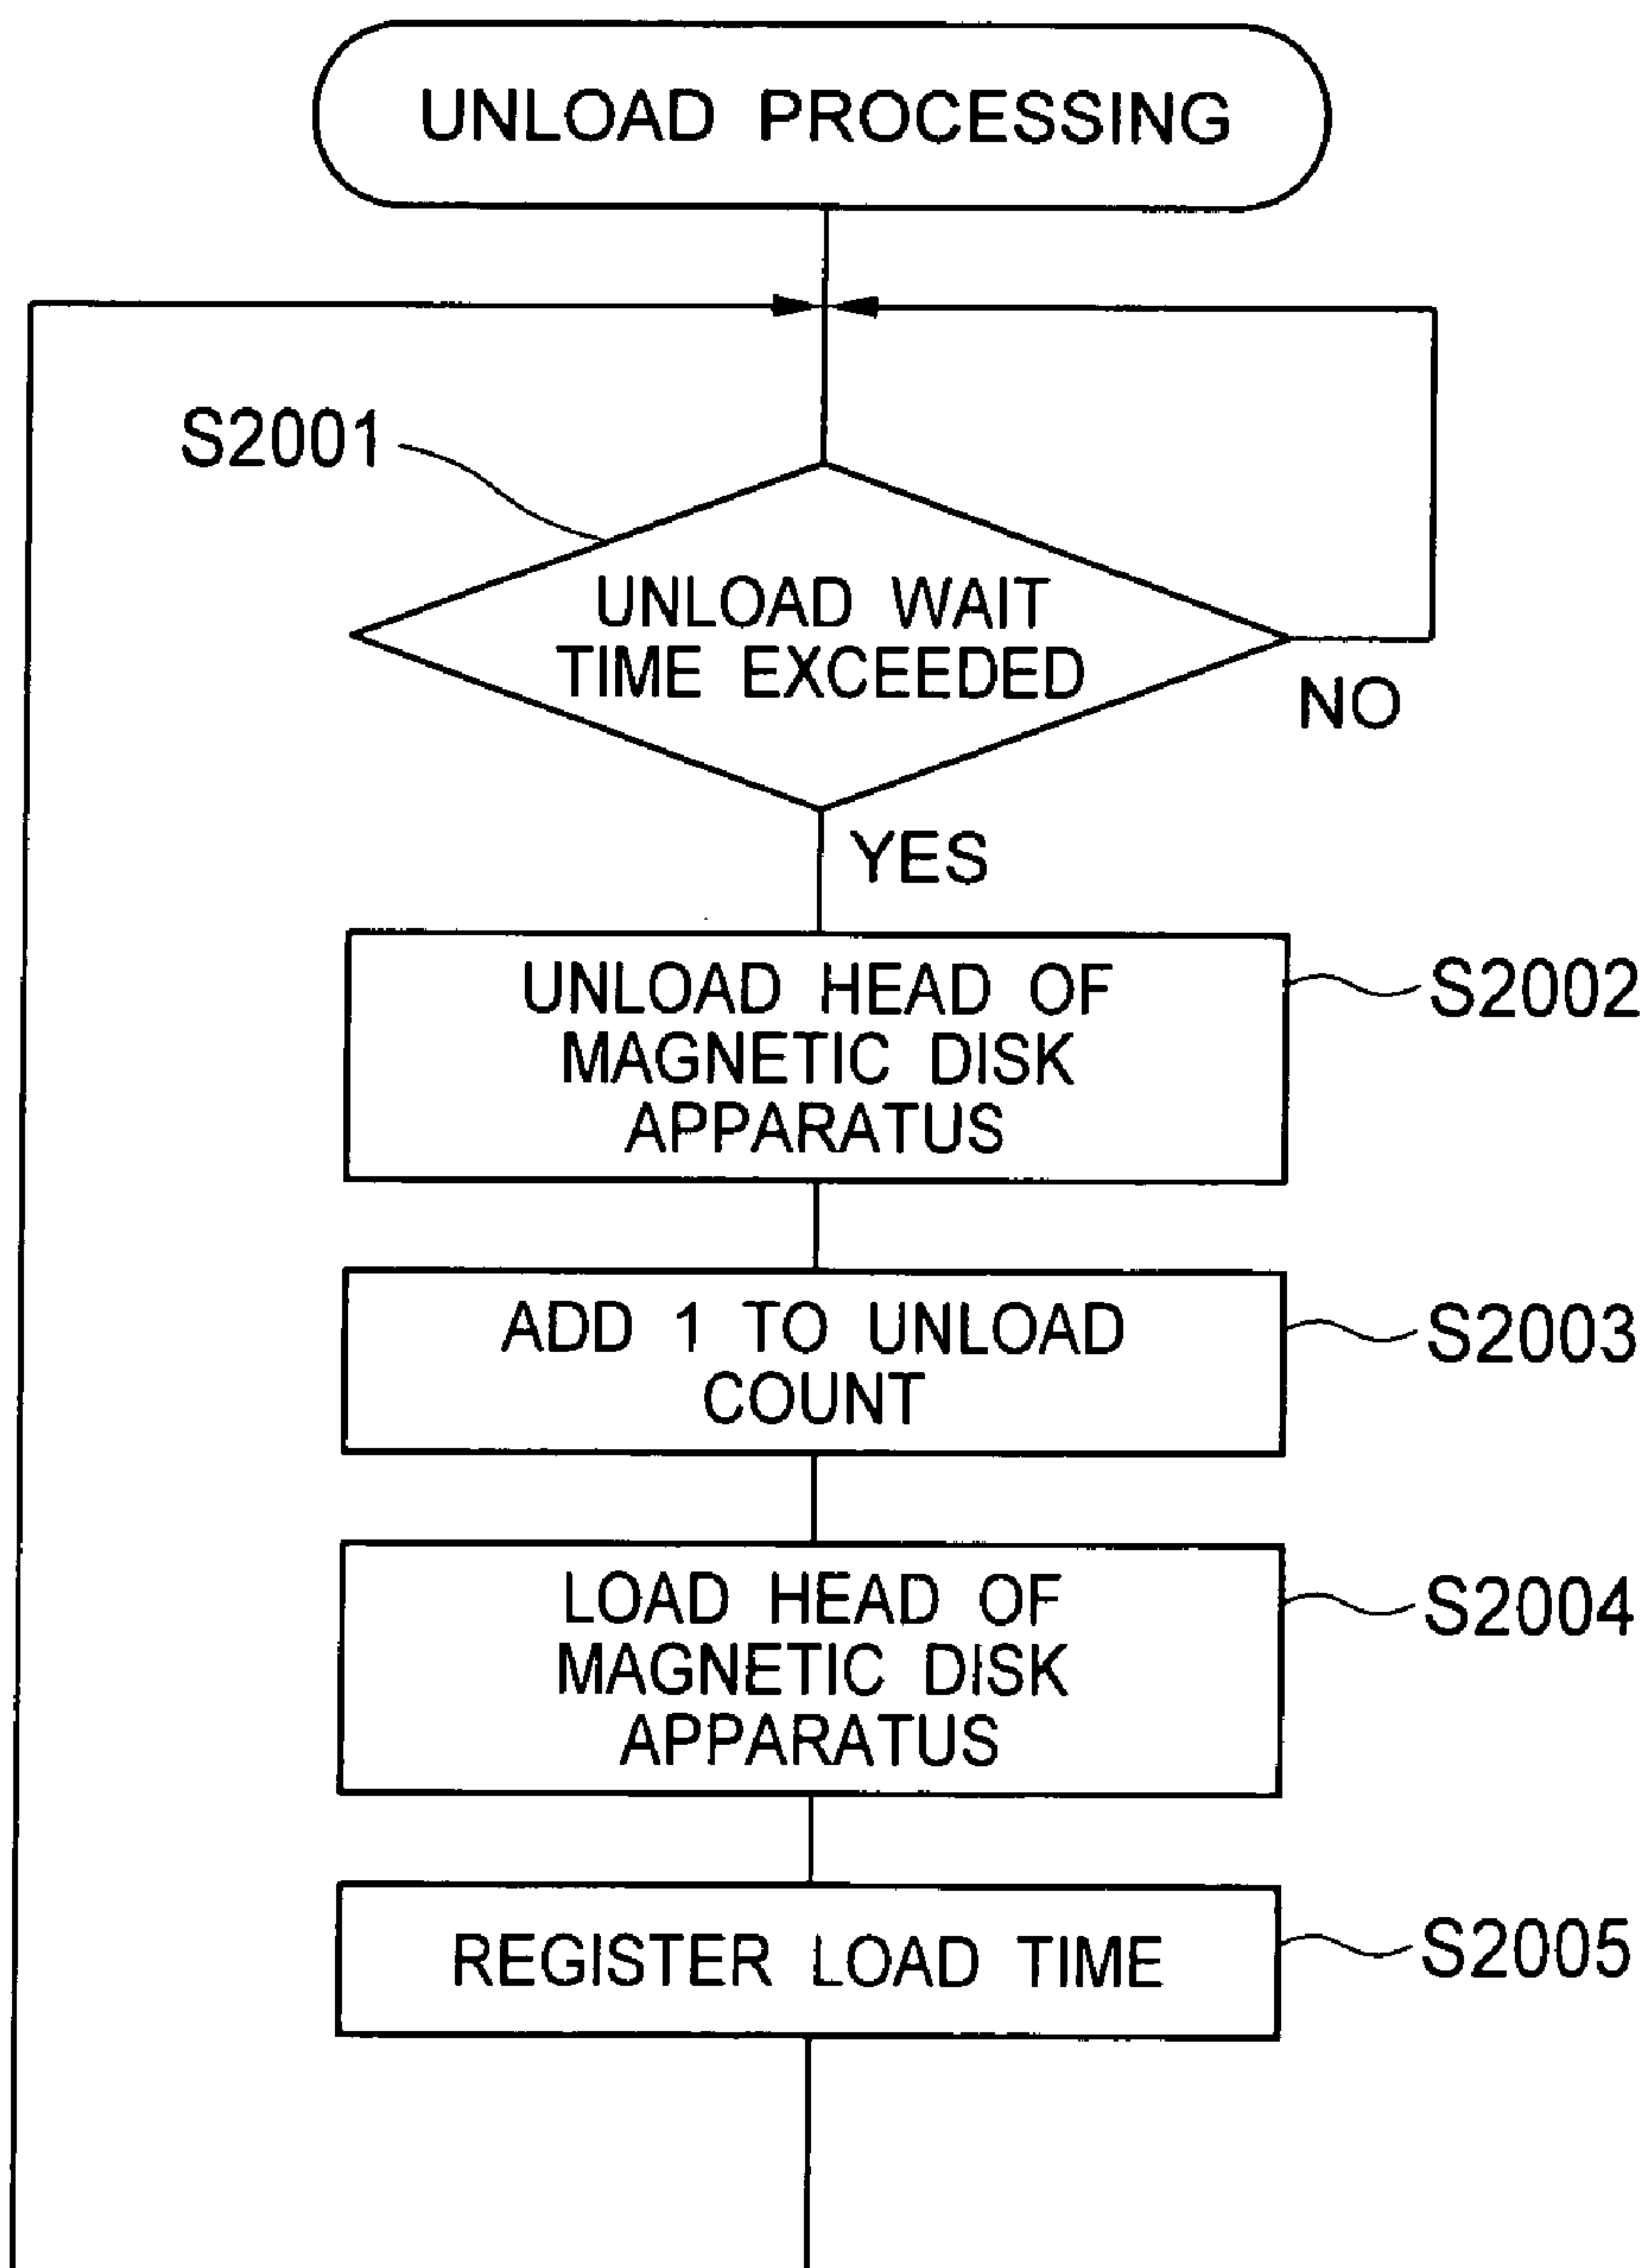 UNLOAD PROCESSING
S2001
UNLOAD WAIT
TIME EXCEEDED
NO
YES
UNLOAD HEAD OF
MAGNETIC DISK
APPARATUS
S2002
ADD 1 TO UNLOAD
COUNT
S2003
LOAD HEAD OF
MAGNETIC DISK
APPARATUS
S2004
REGISTER LOAD TIME
S2005